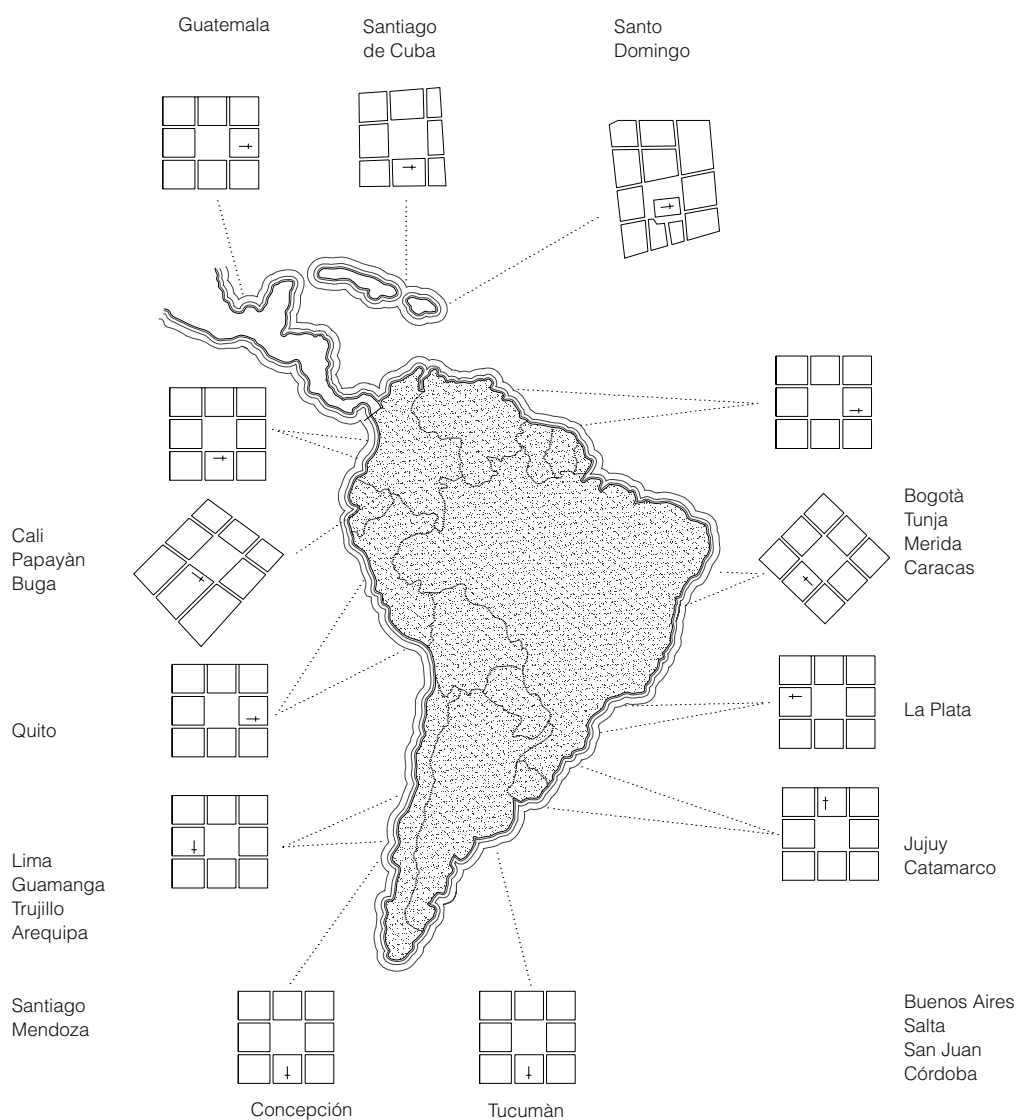 Guatemala
Santiago
de Cuba
Santo
Domingo
Cali
Papayàn
Buga
Bogotà
Tunja
Merida
Caracas
Quito
La Plata
Lima
Guamanga
Trujillo
Arequipa
Jujuy
Catamarco
Santiago
Mendoza
Buenos Aires
Salta
San Juan
Córdoba
Concepción
Tucumàn